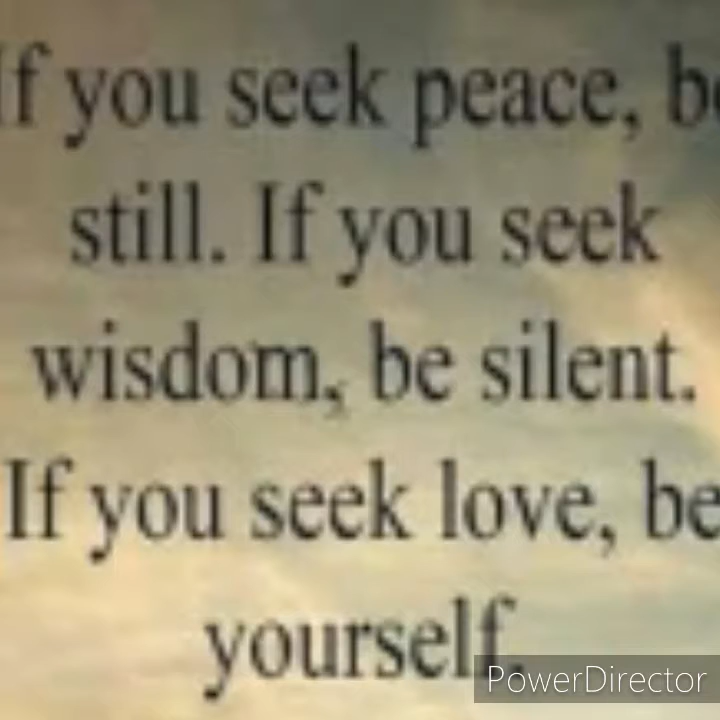 If you seek peace, be
still. If you seek
wisdom, be silent.
If you seek love, be
yourself.
PowerDirector